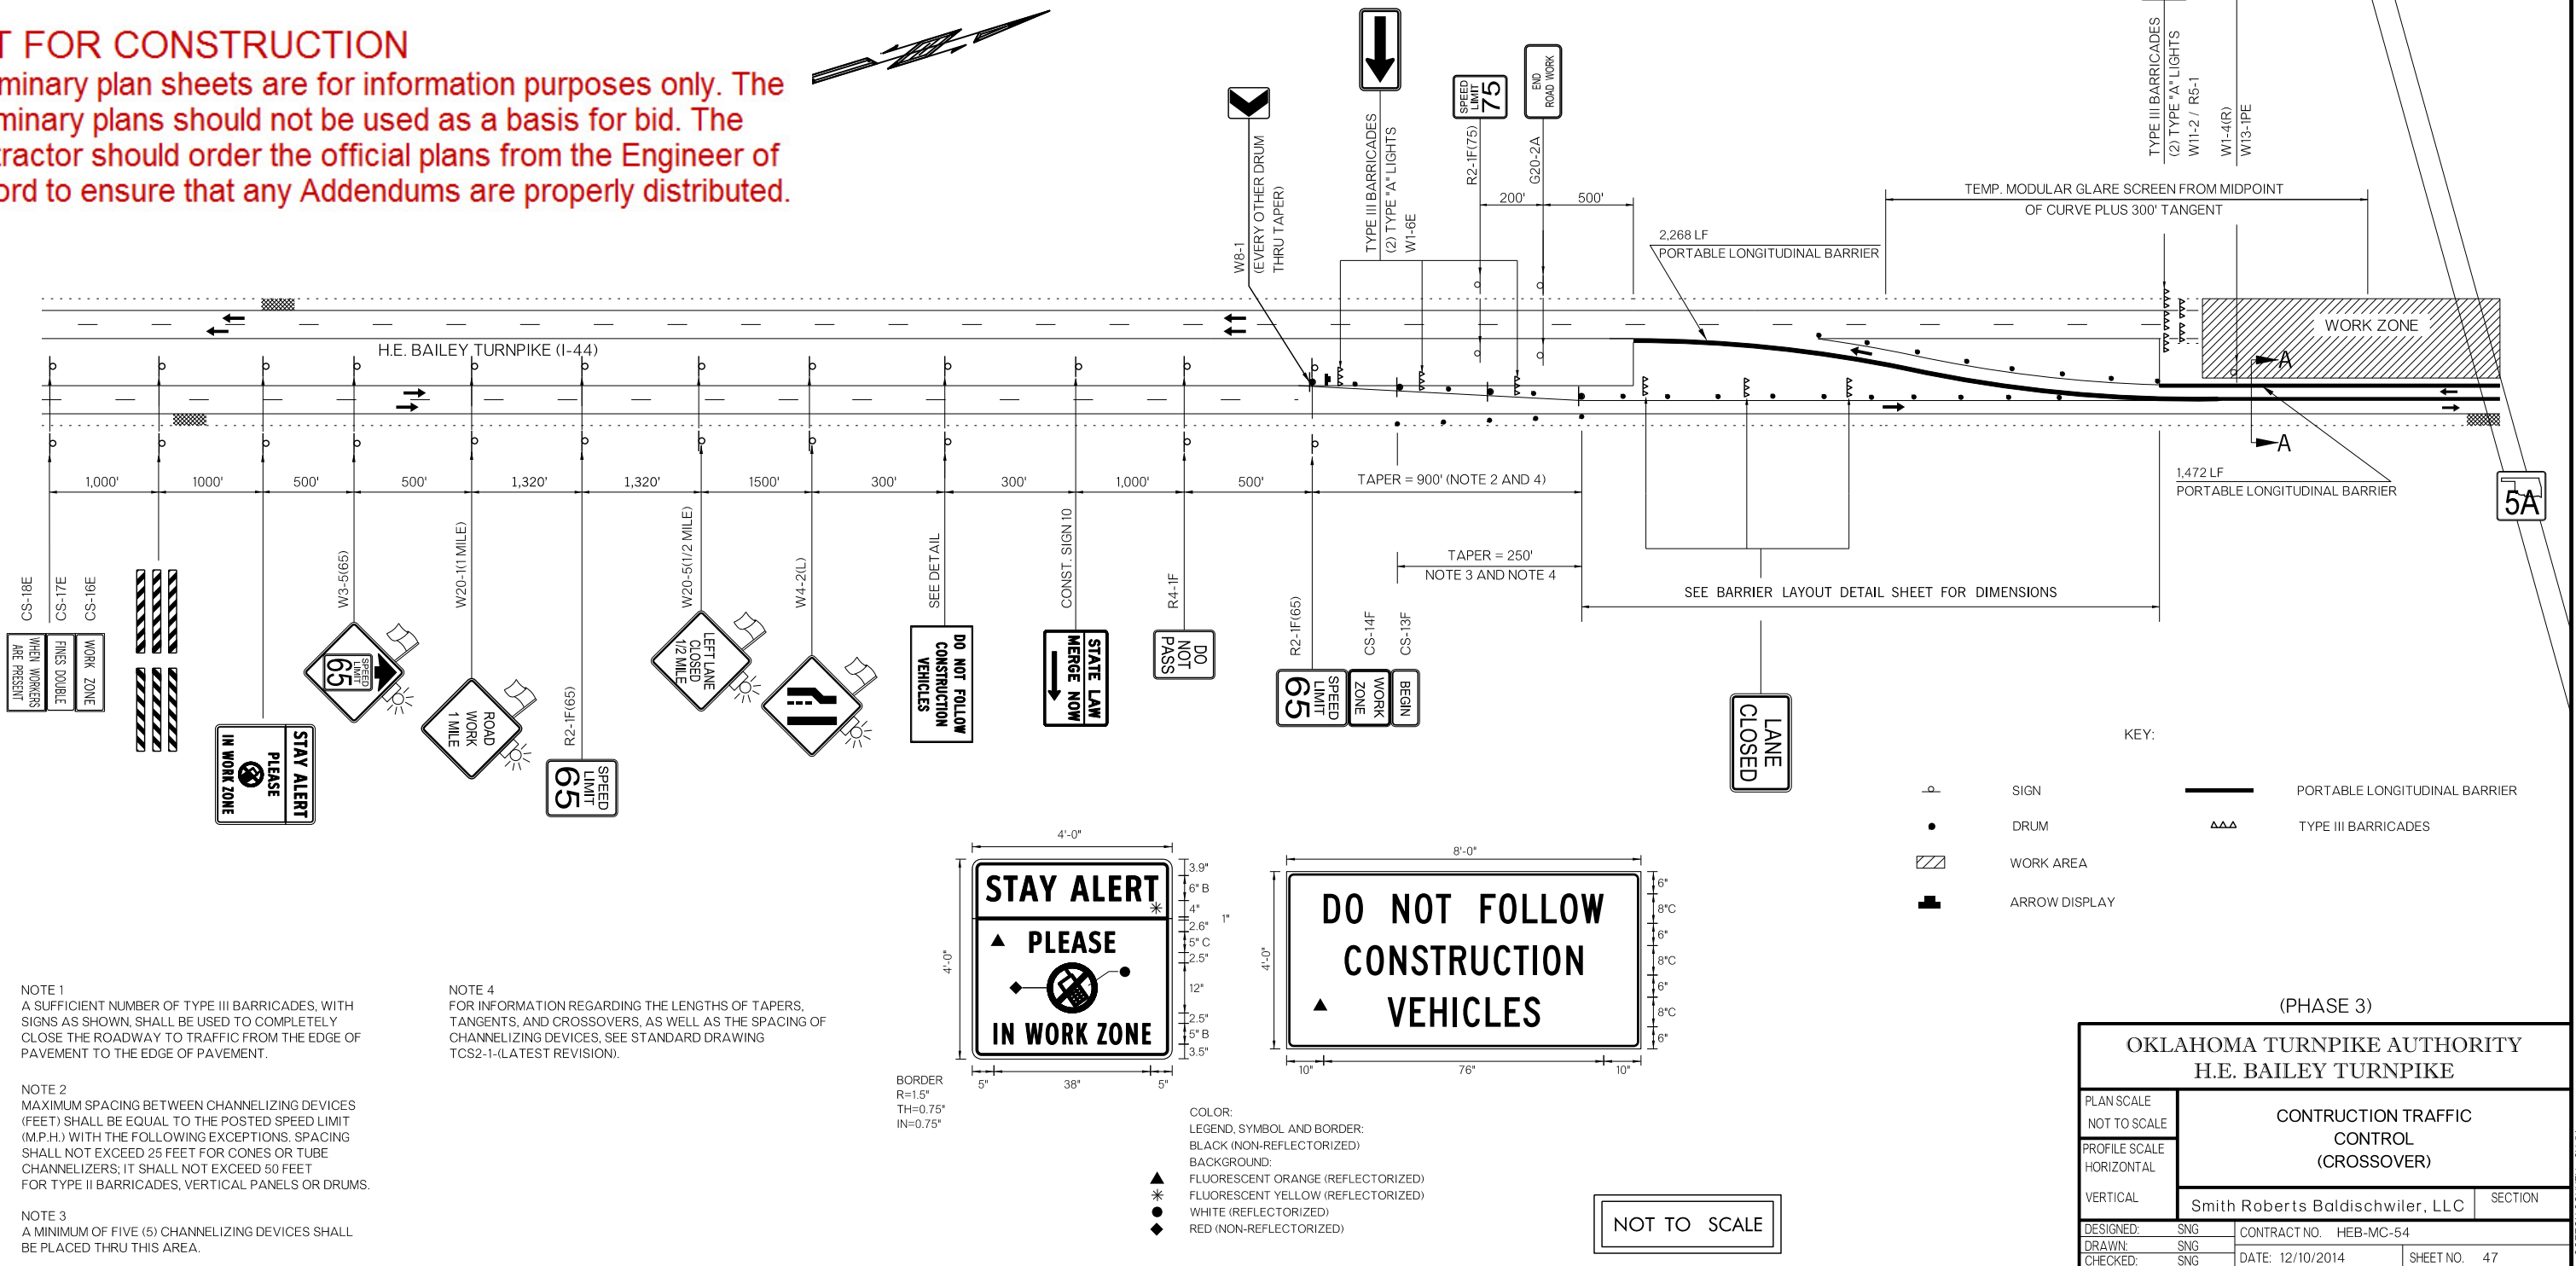 T FOR CONSTRUCTION
minary plan sheets are for information purposes only. The
minary plans should not be used as a basis for bid. The
tractor should order the official plans from the Engineer of
ord to ensure that any Addendums are properly distributed.
W8-1
(EVERY OTHER DRUM
THRU TAPER)
TYPE III BARRICADES
(2) TYPE "A" LIGHTS
W1-6E
SPEED
LIMIT
75
R2-1F(75)
END
ROAD WORK
G20-2A
200'
500'
TYPE III BARRICADES
(2) TYPE "A" LIGHTS
W11-2 / R5-1
W1-4(R)
W13-1PE
TEMP. MODULAR GLARE SCREEN FROM MIDPOINT
OF CURVE PLUS 300' TANGENT
2,268 LF
PORTABLE LONGITUDINAL BARRIER
WORK ZONE
H.E. BAILEY TURNPIKE (I-44)
A
A
1,472 LF
PORTABLE LONGITUDINAL BARRIER
5A
1,000'
1000'
500'
500'
1,320'
1,320'
1500'
300'
300'
1,000'
500'
TAPER = 900' (NOTE 2 AND 4)
TAPER = 250'
NOTE 3 AND NOTE 4
SEE BARRIER LAYOUT DETAIL SHEET FOR DIMENSIONS
CS-18E
CS-17E
CS-16E
WORK ZONE
FINES DOUBLE
WHEN WORKERS
ARE PRESENT
STAY ALERT
PLEASE
IN WORK ZONE
W3-5(65)
SPEED
LIMIT
65
W20-1(1 MILE)
ROAD
WORK
1 MILE
R2-1F(65)
SPEED
LIMIT
65
W20-5(1/2 MILE)
LEFT LANE
CLOSED
1/2 MILE
W4-2(L)
SEE DETAIL
DO NOT FOLLOW
CONSTRUCTION
VEHICLES
CONST. SIGN 10
STATE LAW
MERGE NOW
R4-1F
DO
NOT
PASS
R2-1F(65)
CS-14F
CS-13F
BEGIN
WORK
ZONE
SPEED
LIMIT
65
LANE
CLOSED
KEY:
SIGN
PORTABLE LONGITUDINAL BARRIER
DRUM
TYPE III BARRICADES
WORK AREA
ARROW DISPLAY
4'-0"
4'-0"
STAY ALERT
PLEASE
IN WORK ZONE
3.9"
6" B
4"
1"
2.6"
5" C
2.5"
12"
2.5"
5" B
3.5"
5"
38"
5"
BORDER
R=1.5"
TH=0.75"
IN=0.75"
8'-0"
4'-0"
DO NOT FOLLOW
CONSTRUCTION
VEHICLES
6"
8"C
6"
8"C
6"
8"C
6"
10"
76"
10"
COLOR:
LEGEND, SYMBOL AND BORDER:
BLACK (NON-REFLECTORIZED)
BACKGROUND:
FLUORESCENT ORANGE (REFLECTORIZED)
FLUORESCENT YELLOW (REFLECTORIZED)
WHITE (REFLECTORIZED)
RED (NON-REFLECTORIZED)
NOTE 1
A SUFFICIENT NUMBER OF TYPE III BARRICADES, WITH
SIGNS AS SHOWN, SHALL BE USED TO COMPLETELY
CLOSE THE ROADWAY TO TRAFFIC FROM THE EDGE OF
PAVEMENT TO THE EDGE OF PAVEMENT.
NOTE 2
MAXIMUM SPACING BETWEEN CHANNELIZING DEVICES
(FEET) SHALL BE EQUAL TO THE POSTED SPEED LIMIT
(M.P.H.) WITH THE FOLLOWING EXCEPTIONS. SPACING
SHALL NOT EXCEED 25 FEET FOR CONES OR TUBE
CHANNELIZERS; IT SHALL NOT EXCEED 50 FEET
FOR TYPE II BARRICADES, VERTICAL PANELS OR DRUMS.
NOTE 3
A MINIMUM OF FIVE (5) CHANNELIZING DEVICES SHALL
BE PLACED THRU THIS AREA.
NOTE 4
FOR INFORMATION REGARDING THE LENGTHS OF TAPERS,
TANGENTS, AND CROSSOVERS, AS WELL AS THE SPACING OF
CHANNELIZING DEVICES, SEE STANDARD DRAWING
TCS2-1-(LATEST REVISION).
NOT TO SCALE
(PHASE 3)
OKLAHOMA TURNPIKE AUTHORITY
H.E. BAILEY TURNPIKE
PLAN SCALE
NOT TO SCALE
PROFILE SCALE
HORIZONTAL
VERTICAL
CONTRUCTION TRAFFIC
CONTROL
(CROSSOVER)
Smith Roberts Baldischwiler, LLC
SECTION
DESIGNED: SNG
DRAWN: SNG
CHECKED: SNG
CONTRACT NO. HEB-MC-54
DATE: 12/10/2014
SHEET NO. 47